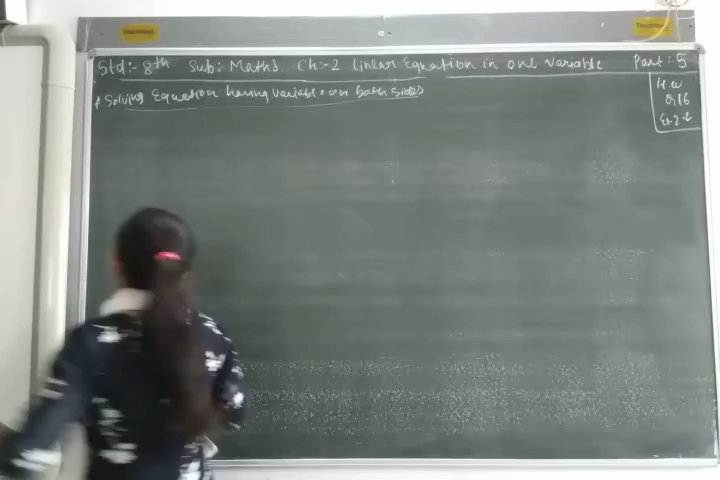 Std:- 8th Sub:- Maths Ch:-2 Linear Equation in one variable Part:5
Solving Equation having variable on both sides
H.W
Ex 2.2